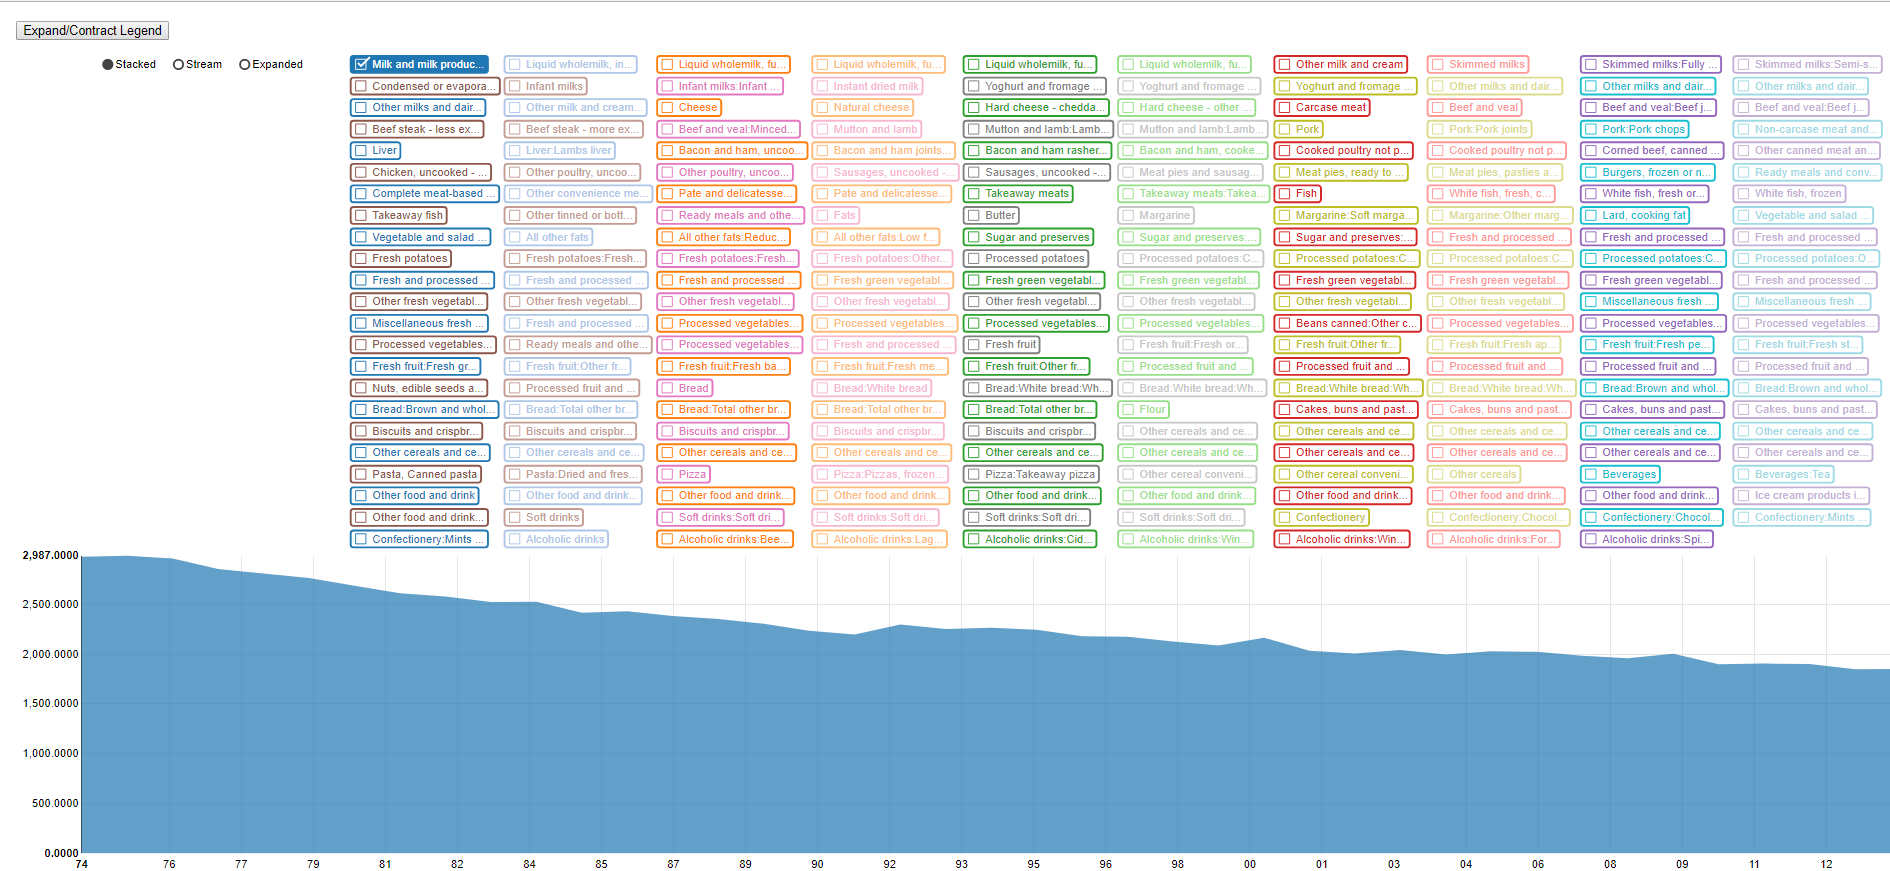 Expand/Contract Legend
Stacked Stream Expanded
Milk and milk produc... Liquid wholemilk, in... Liquid wholemilk, fu... Liquid wholemilk, fu... Liquid wholemilk, fu... Liquid wholemilk, fu... Other milk and cream Skimmed milks Skimmed milks:Fully ... Skimmed milks:Semi-s...
Condensed or evapora... Infant milks Infant milks:Infant ... Instant dried milk Yoghurt and fromage ... Yoghurt and fromage ... Yoghurt and fromage ... Other milks and dair... Other milks and dair... Other milks and dair...
Other milks and dair... Other milk and cream... Cheese Natural cheese Hard cheese - chedda... Hard cheese - other ... Carcase meat Beef and veal Beef and veal:Beef j... Beef and veal:Beef j...
Beef steak - less ex... Beef steak - more ex... Beef and veal:Minced... Mutton and lamb Mutton and lamb:Lamb... Mutton and lamb:Lamb... Pork Pork:Pork joints Pork:Pork chops Non-carcase meat and...
Liver Liver:Lambs liver Bacon and ham, uncoo... Bacon and ham joints... Bacon and ham rasher... Bacon and ham, cooke... Cooked poultry not p... Cooked poultry not p... Corned beef, canned ... Other canned meat an...
Chicken, uncooked - ... Other poultry, uncoo... Other poultry, uncoo... Sausages, uncooked -... Sausages, uncooked -... Meat pies and sausag... Meat pies, ready to ... Meat pies, pasties a... Burgers, frozen or n... Ready meals and conv...
Complete meat-based ... Other convenience me... Pate and delicatesse... Pate and delicatesse... Takeaway meats Takeaway meats:Takea... Fish White fish, fresh, c... White fish, fresh or... White fish, frozen
Takeaway fish Other tinned or bott... Ready meals and othe... Fats Butter Margarine Margarine:Soft marga... Margarine:Other marg... Lard, cooking fat Vegetable and salad ...
Vegetable and salad ... All other fats All other fats:Reduc... All other fats:Low f... Sugar and preserves Sugar and preserves:... Sugar and preserves:... Fresh and processed ... Fresh and processed ... Fresh and processed ...
Fresh potatoes Fresh potatoes:Fresh... Fresh potatoes:Fresh... Fresh potatoes:Other... Processed potatoes Processed potatoes:C... Processed potatoes:C... Processed potatoes:C... Processed potatoes:C... Processed potatoes:O...
Fresh and processed ... Fresh and processed ... Fresh and processed ... Fresh green vegetabl... Fresh green vegetabl... Fresh green vegetabl... Fresh green vegetabl... Fresh green vegetabl... Fresh green vegetabl... Fresh and processed ...
Other fresh vegetabl... Other fresh vegetabl... Other fresh vegetabl... Other fresh vegetabl... Other fresh vegetabl... Other fresh vegetabl... Other fresh vegetabl... Other fresh vegetabl... Miscellaneous fresh ... Miscellaneous fresh ...
Miscellaneous fresh ... Fresh and processed ... Processed vegetables... Processed vegetables... Processed vegetables... Processed vegetables... Beans canned:Other c... Processed vegetables... Processed vegetables... Processed vegetables...
Processed vegetables... Ready meals and othe... Processed vegetables... Fresh and processed ... Fresh fruit Fresh fruit:Fresh or... Fresh fruit:Other fr... Fresh fruit:Fresh ap... Fresh fruit:Fresh pe... Fresh fruit:Fresh st...
Fresh fruit:Fresh gr... Fresh fruit:Other fr... Fresh fruit:Fresh ba... Fresh fruit:Fresh me... Fresh fruit:Other fr... Processed fruit and ... Processed fruit and ... Processed fruit and ... Processed fruit and ... Processed fruit and ...
Nuts, edible seeds a... Processed fruit and ... Bread Bread:White bread Bread:White bread:Wh... Bread:White bread:Wh... Bread:White bread:Wh... Bread:White bread:Wh... Bread:Brown and whol... Bread:Brown and whol...
Bread:Brown and whol... Bread:Total other br... Bread:Total other br... Bread:Total other br... Bread:Total other br... Flour Cakes, buns and past... Cakes, buns and past... Cakes, buns and past... Cakes, buns and past...
Biscuits and crispbr... Biscuits and crispbr... Biscuits and crispbr... Biscuits and crispbr... Biscuits and crispbr... Other cereals and ce... Other cereals and ce... Other cereals and ce... Other cereals and ce... Other cereals and ce...
Other cereals and ce... Other cereals and ce... Other cereals and ce... Other cereals and ce... Other cereals and ce... Other cereals and ce... Other cereals and ce... Other cereals and ce... Other cereals and ce... Other cereals and ce...
Pasta, Canned pasta Pasta:Dried and fres... Pizza Pizza:Pizzas, frozen... Pizza:Takeaway pizza Other cereal conveni... Other cereal conveni... Other cereals Beverages Beverages:Tea
Other food and drink Other food and drink... Other food and drink... Other food and drink... Other food and drink... Other food and drink... Other food and drink... Other food and drink... Other food and drink... Ice cream products i...
Other food and drink... Soft drinks Soft drinks:Soft dri... Soft drinks:Soft dri... Soft drinks:Soft dri... Soft drinks:Soft dri... Confectionery Confectionery:Chocol... Confectionery:Chocol... Confectionery:Mints ...
Confectionery:Mints ... Alcoholic drinks Alcoholic drinks:Bee... Alcoholic drinks:Lag... Alcoholic drinks:Cid... Alcoholic drinks:Win... Alcoholic drinks:Win... Alcoholic drinks:For... Alcoholic drinks:Spi...
2,987.0000
2,500.0000
2,000.0000
1,500.0000
1,000.0000
500.0000
0.0000
74 76 77 79 81 82 84 85 87 89 90 92 93 95 96 98 00 01 03 04 06 08 09 11 12